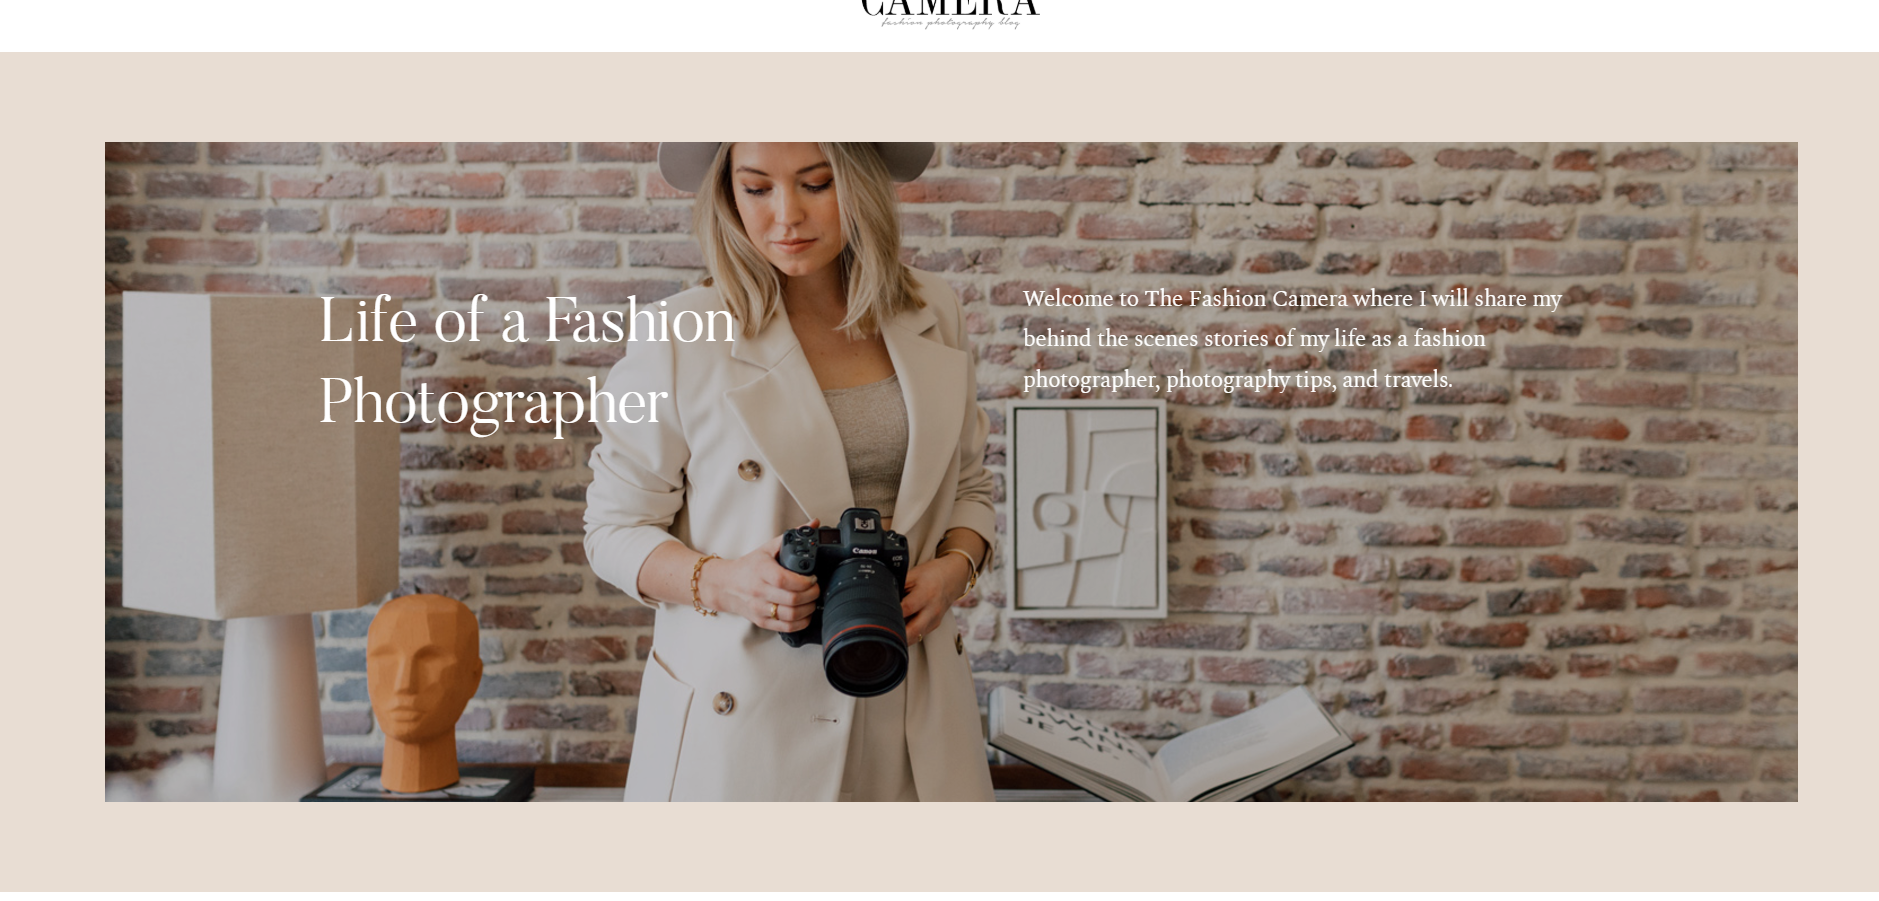 CAMERA
fashion photography blog
Life of a Fashion
Photographer
Welcome to The Fashion Camera where I will share my
behind the scenes stories of my life as a fashion
photographer, photography tips, and travels.
Canon